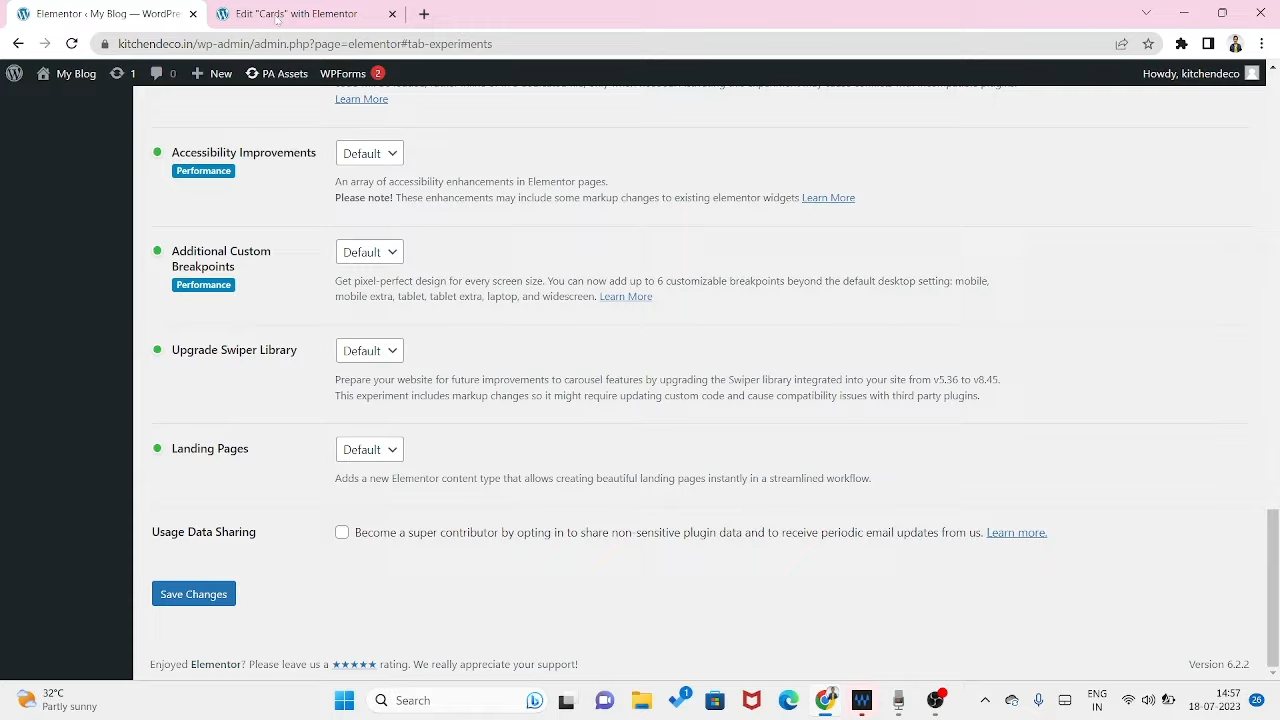 Elementor ‹ My Blog — WordPre
Edit "Cards" with Elementor
kitchendeco.in/wp-admin/admin.php?page=elementor#tab-experiments
My Blog
1
0
New
PA Assets
WPForms
2
Howdy, kitchendeco
Learn More
Accessibility Improvements
Performance
Default
An array of accessibility enhancements in Elementor pages.
Please note! These enhancements may include some markup changes to existing elementor widgets Learn More
Additional Custom
Breakpoints
Performance
Default
Get pixel-perfect design for every screen size. You can now add up to 6 customizable breakpoints beyond the default desktop setting: mobile,
mobile extra, tablet, tablet extra, laptop, and widescreen. Learn More
Upgrade Swiper Library
Default
Prepare your website for future improvements to carousel features by upgrading the Swiper library integrated into your site from v5.36 to v8.45.
This experiment includes markup changes so it might require updating custom code and cause compatibility issues with third party plugins.
Landing Pages
Default
Adds a new Elementor content type that allows creating beautiful landing pages instantly in a streamlined workflow.
Usage Data Sharing
Become a super contributor by opting in to share non-sensitive plugin data and to receive periodic email updates from us. Learn more.
Save Changes
Enjoyed Elementor? Please leave us a ★★★★★ rating. We really appreciate your support!
Version 6.2.2
32°C
Partly sunny
Search
1
ENG
IN
14:57
18-07-2023
26